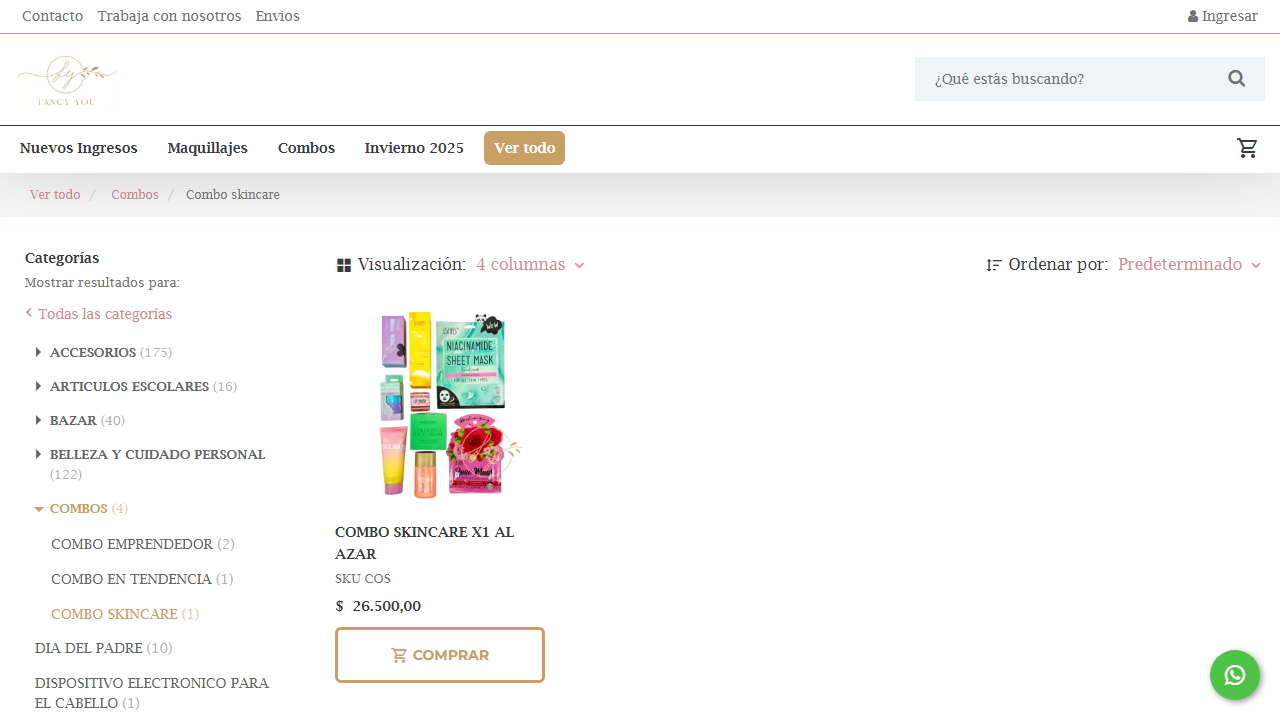 Contacto Trabaja con nosotros Envios Ingresar
fy
FANCY YOU
¿Qué estás buscando?
Nuevos Ingresos Maquillajes Combos Invierno 2025 Ver todo
Ver todo / Combos / Combo skincare
Categorías
Mostrar resultados para:
Todas las categorías
ACCESORIOS (175)
ARTICULOS ESCOLARES (16)
BAZAR (40)
BELLEZA Y CUIDADO PERSONAL
(122)
COMBOS (4)
COMBO EMPRENDEDOR (2)
COMBO EN TENDENCIA (1)
COMBO SKINCARE (1)
DIA DEL PADRE (10)
DISPOSITIVO ELECTRONICO PARA
EL CABELLO (1)
Visualización: 4 columnas
Ordenar por: Predeterminado
WOW
NIACINAMIDE
SHEET MASK
COMBO SKINCARE X1 AL
AZAR
SKU COS
$ 26.500,00
COMPRAR